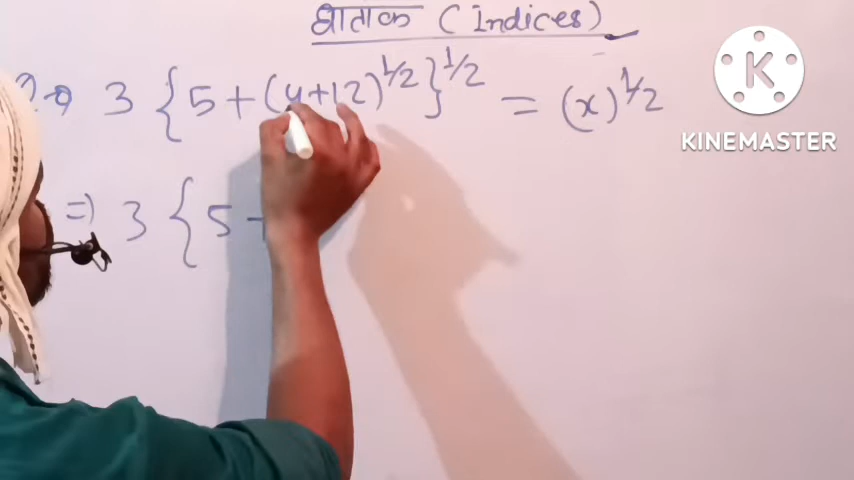 घातांक (Indices)
3 { 5 + (4+12)^½ }^½ = (x)^½
KINEMASTER
⇒ 3 { 5 +